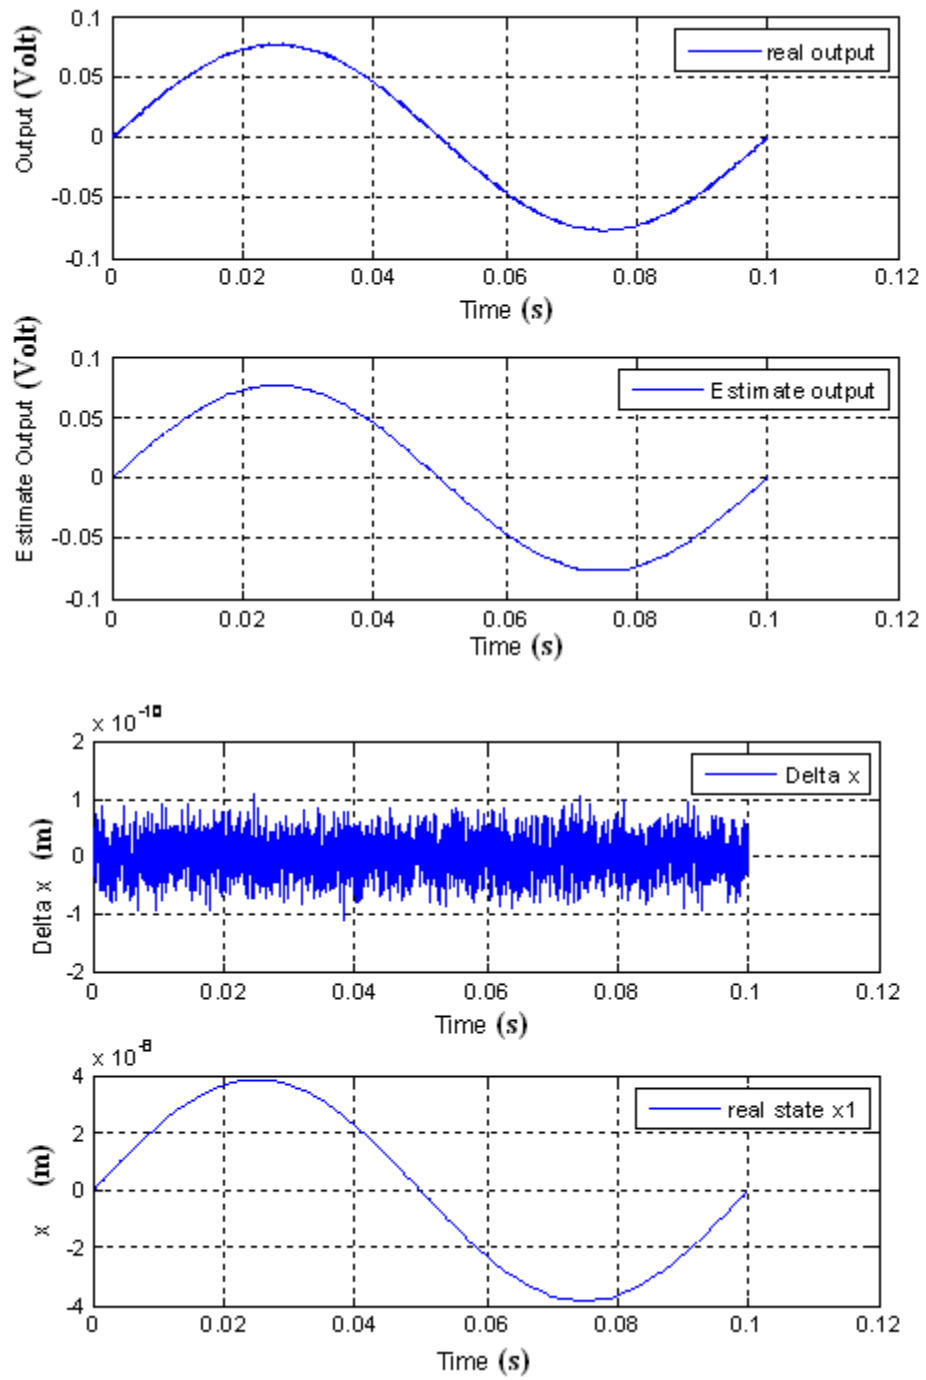 0.1
real output
0.05
0
-0.05
-0.1
Output (Volt)
0 0.02 0.04 0.06 0.08 0.1 0.12
Time (s)
0.1
Estimate output
0.05
0
-0.05
-0.1
Estimate Output (Volt)
0 0.02 0.04 0.06 0.08 0.1 0.12
Time (s)
x 10^-10
2
Delta x
1
0
-1
-2
Delta x (m)
0 0.02 0.04 0.06 0.08 0.1 0.12
Time (s)
x 10^-8
4
real state x1
2
0
-2
-4
x (m)
0 0.02 0.04 0.06 0.08 0.1 0.12
Time (s)